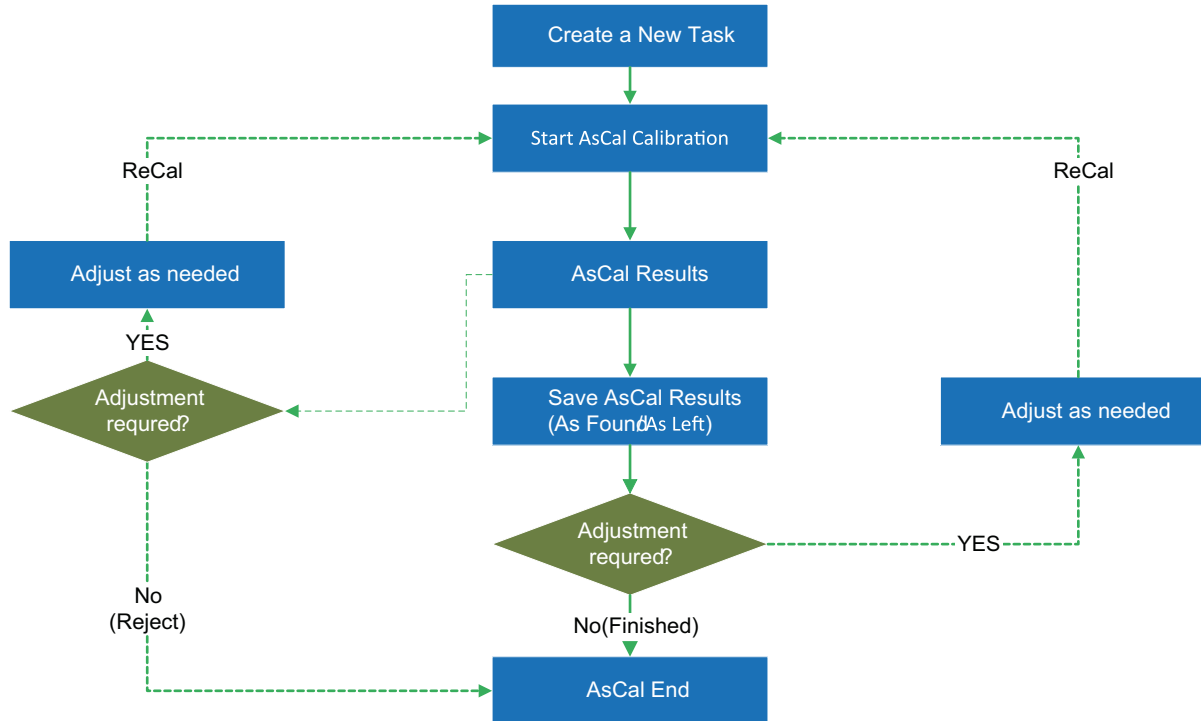 Create a New Task
Start AsCal Calibration
ReCal
ReCal
Adjust as needed
AsCal Results
YES
Adjustment
requred?
Save AsCal Results
(As Found/As Left)
Adjust as needed
Adjustment
requred?
YES
No
(Reject)
No(Finished)
AsCal End